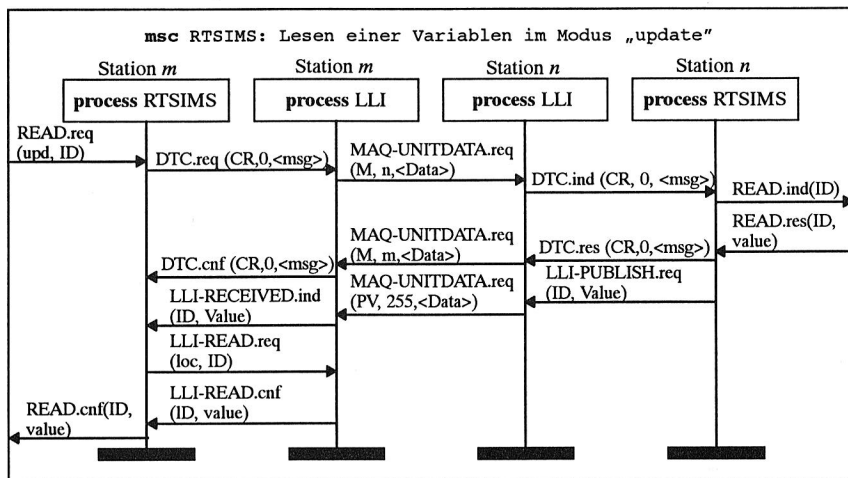 msc RTSIMS: Lesen einer Variablen im Modus „update”
Station m
Station m
Station n
Station n
process RTSIMS
process LLI
process LLI
process RTSIMS
READ.req
(upd, ID)
DTC.req (CR,0,<msg>)
MAQ-UNITDATA.req
(M, n,<Data>)
DTC.ind (CR, 0, <msg>)
READ.ind(ID)
READ.res(ID,
value)
MAQ-UNITDATA.req
(M, m,<Data>)
DTC.res (CR,0,<msg>)
DTC.cnf (CR,0,<msg>)
LLI-PUBLISH.req
(ID, Value)
MAQ-UNITDATA.req
(PV, 255,<Data>)
LLI-RECEIVED.ind
(ID, Value)
LLI-READ.req
(loc, ID)
LLI-READ.cnf
(ID, value)
READ.cnf(ID,
value)